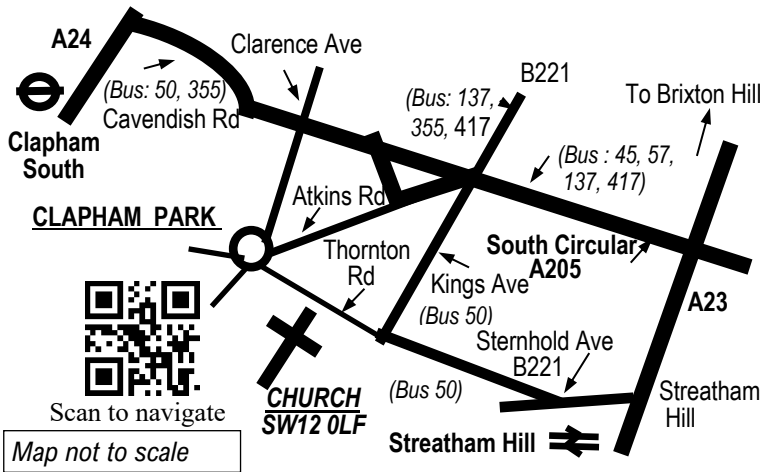 A24
Clarence Ave
B221
(Bus: 50, 355)
Cavendish Rd
(Bus: 137,
355, 417
To Brixton Hill
Clapham
South
(Bus : 45, 57,
137, 417)
Atkins Rd
CLAPHAM PARK
Thornton
Rd
South Circular
A205
Kings Ave
(Bus 50)
A23
Sternhold Ave
B221
(Bus 50)
CHURCH
SW12 0LF
Streatham
Hill
Scan to navigate
Map not to scale
Streatham Hill